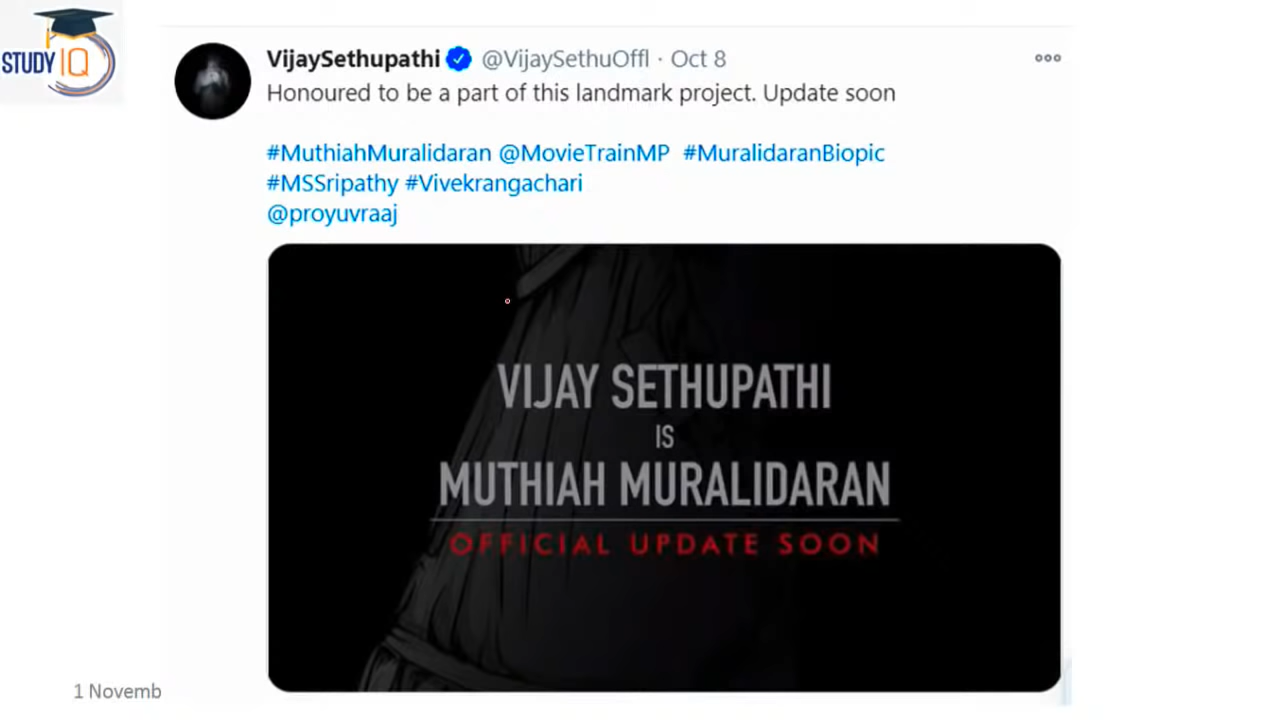 STUDY IQ
VijaySethupathi @VijaySethuOffl · Oct 8
Honoured to be a part of this landmark project. Update soon
#MuthiahMuralidaran @MovieTrainMP #MuralidaranBiopic
#MSSripathy #Vivekrangachari
@proyuvraaj
VIJAY SETHUPATHI
IS
MUTHIAH MURALIDARAN
OFFICIAL UPDATE SOON
1 Novemb